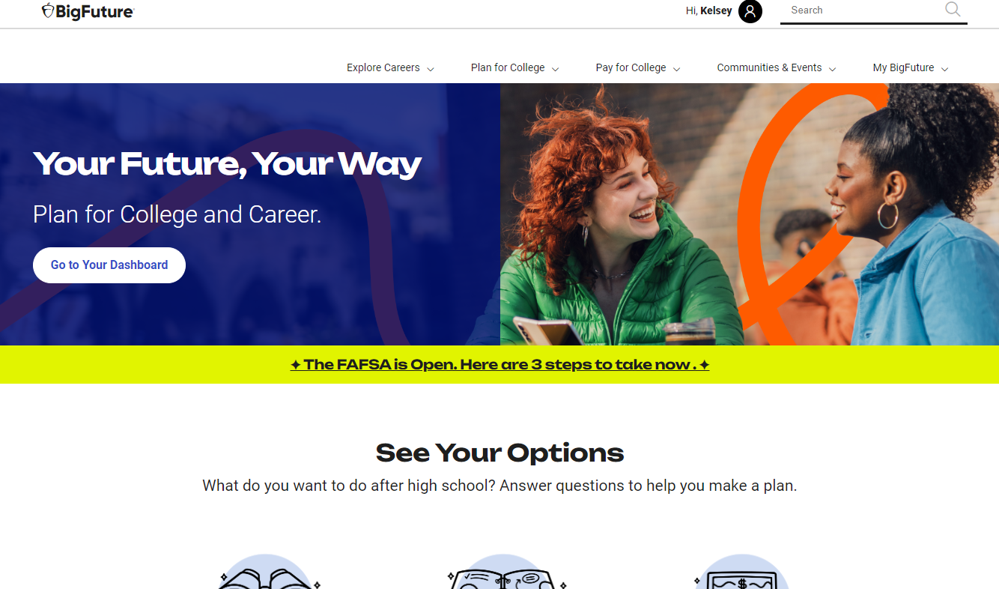 BigFuture
Hi, Kelsey
Search
Explore Careers
Plan for College
Pay for College
Communities & Events
My BigFuture
Your Future, Your Way
Plan for College and Career.
Go to Your Dashboard
✦ The FAFSA is Open. Here are 3 steps to take now . ✦
See Your Options
What do you want to do after high school? Answer questions to help you make a plan.
$